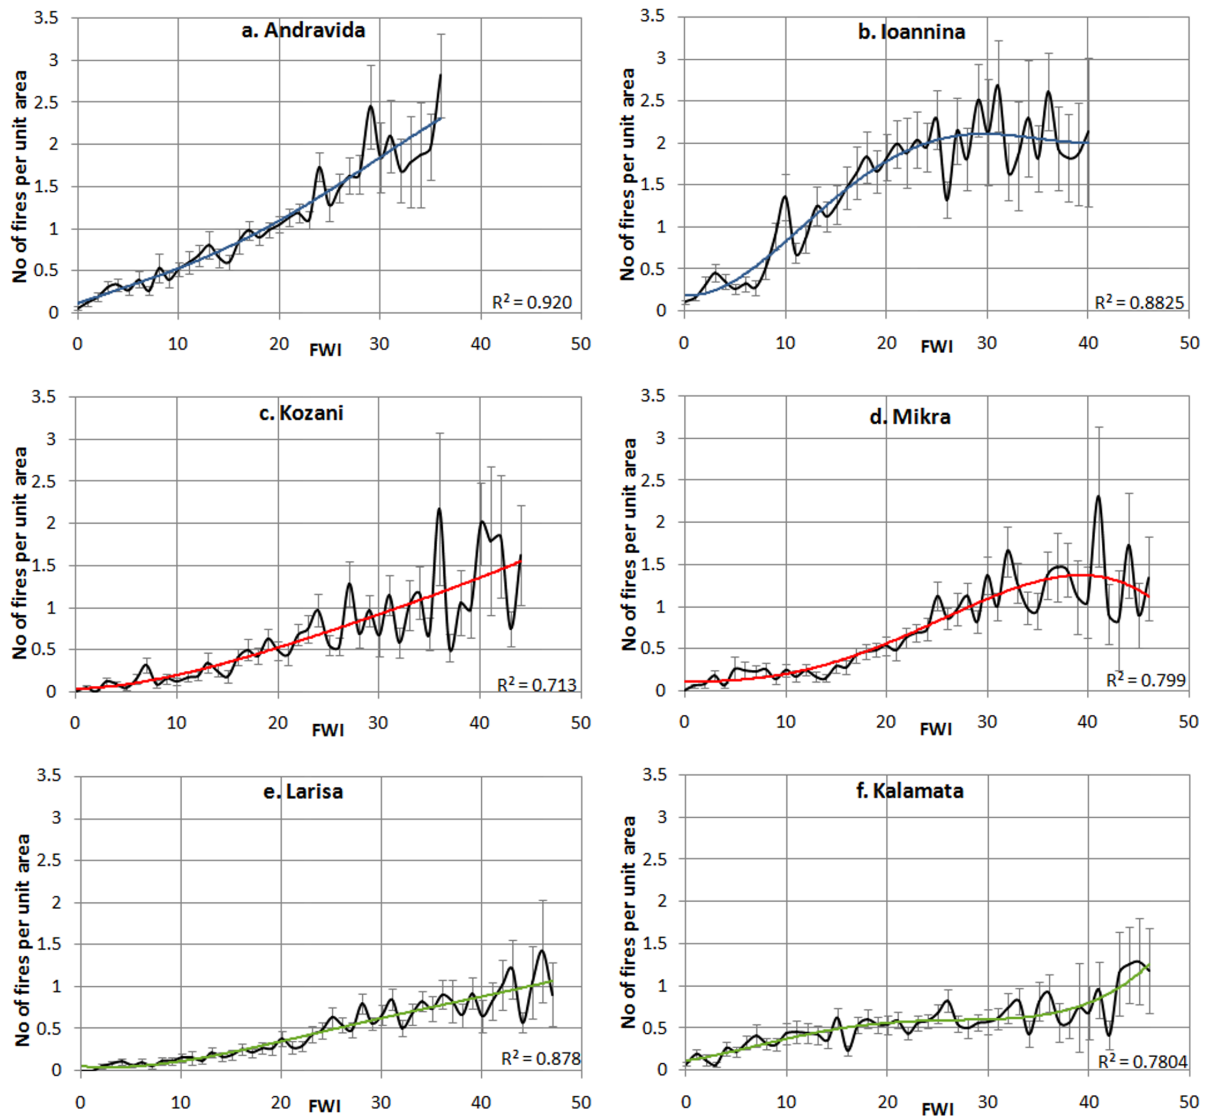 a. Andravida
No of fires per unit area
3.5
3
2.5
2
1.5
1
0.5
0
R² = 0.920
0 10 20 30 40 50
FWI
b. Ioannina
No of fires per unit area
3.5
3
2.5
2
1.5
1
0.5
0
R² = 0.8825
0 10 20 30 40 50
FWI
c. Kozani
No of fires per unit area
3.5
3
2.5
2
1.5
1
0.5
0
R² = 0.713
0 10 20 30 40 50
FWI
d. Mikra
No of fires per unit area
3.5
3
2.5
2
1.5
1
0.5
0
R² = 0.799
0 10 20 30 40 50
FWI
e. Larisa
No of fires per unit area
3.5
3
2.5
2
1.5
1
0.5
0
R² = 0.878
0 10 20 30 40 50
FWI
f. Kalamata
No of fires per unit area
3.5
3
2.5
2
1.5
1
0.5
0
R² = 0.7804
0 10 20 30 40 50
FWI